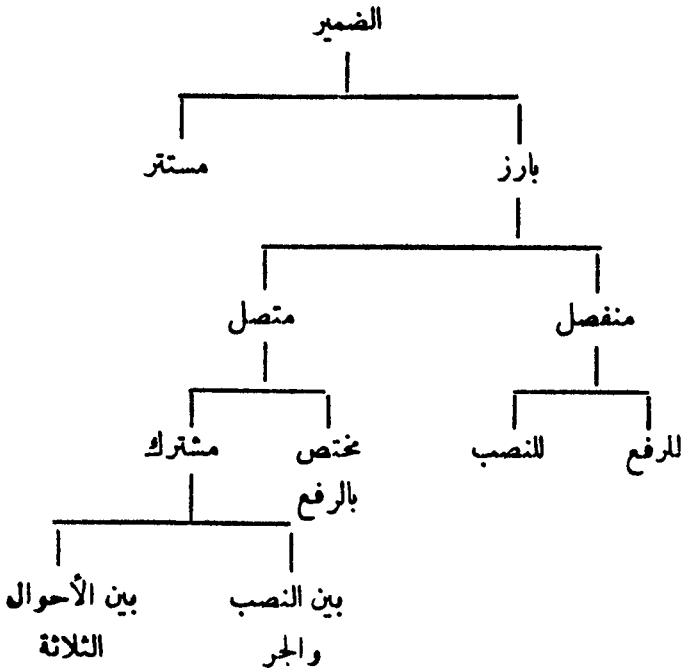 الضمير
بارز
مستتر
منفصل
متصل
للرفع
للنصب
مختص
بالرفع
مشترك
بين النصب
والجر
بين الأحوال
الثلاثة